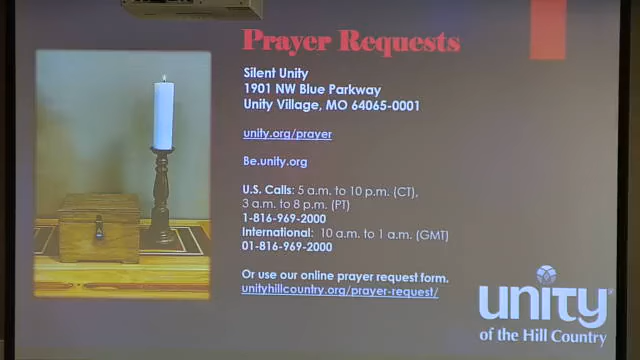 Prayer Requests
Silent Unity
1901 NW Blue Parkway
Unity Village, MO 64065-0001
unity.org/prayer
Be.unity.org
U.S. Calls: 5 a.m. to 10 p.m. (CT),
3 a.m. to 8 p.m. (PT)
1-816-969-2000
International: 10 a.m. to 1 a.m. (GMT)
01-816-969-2000
Or use our online prayer request form.
unityhillcountry.org/prayer-request/
unity
of the Hill Country